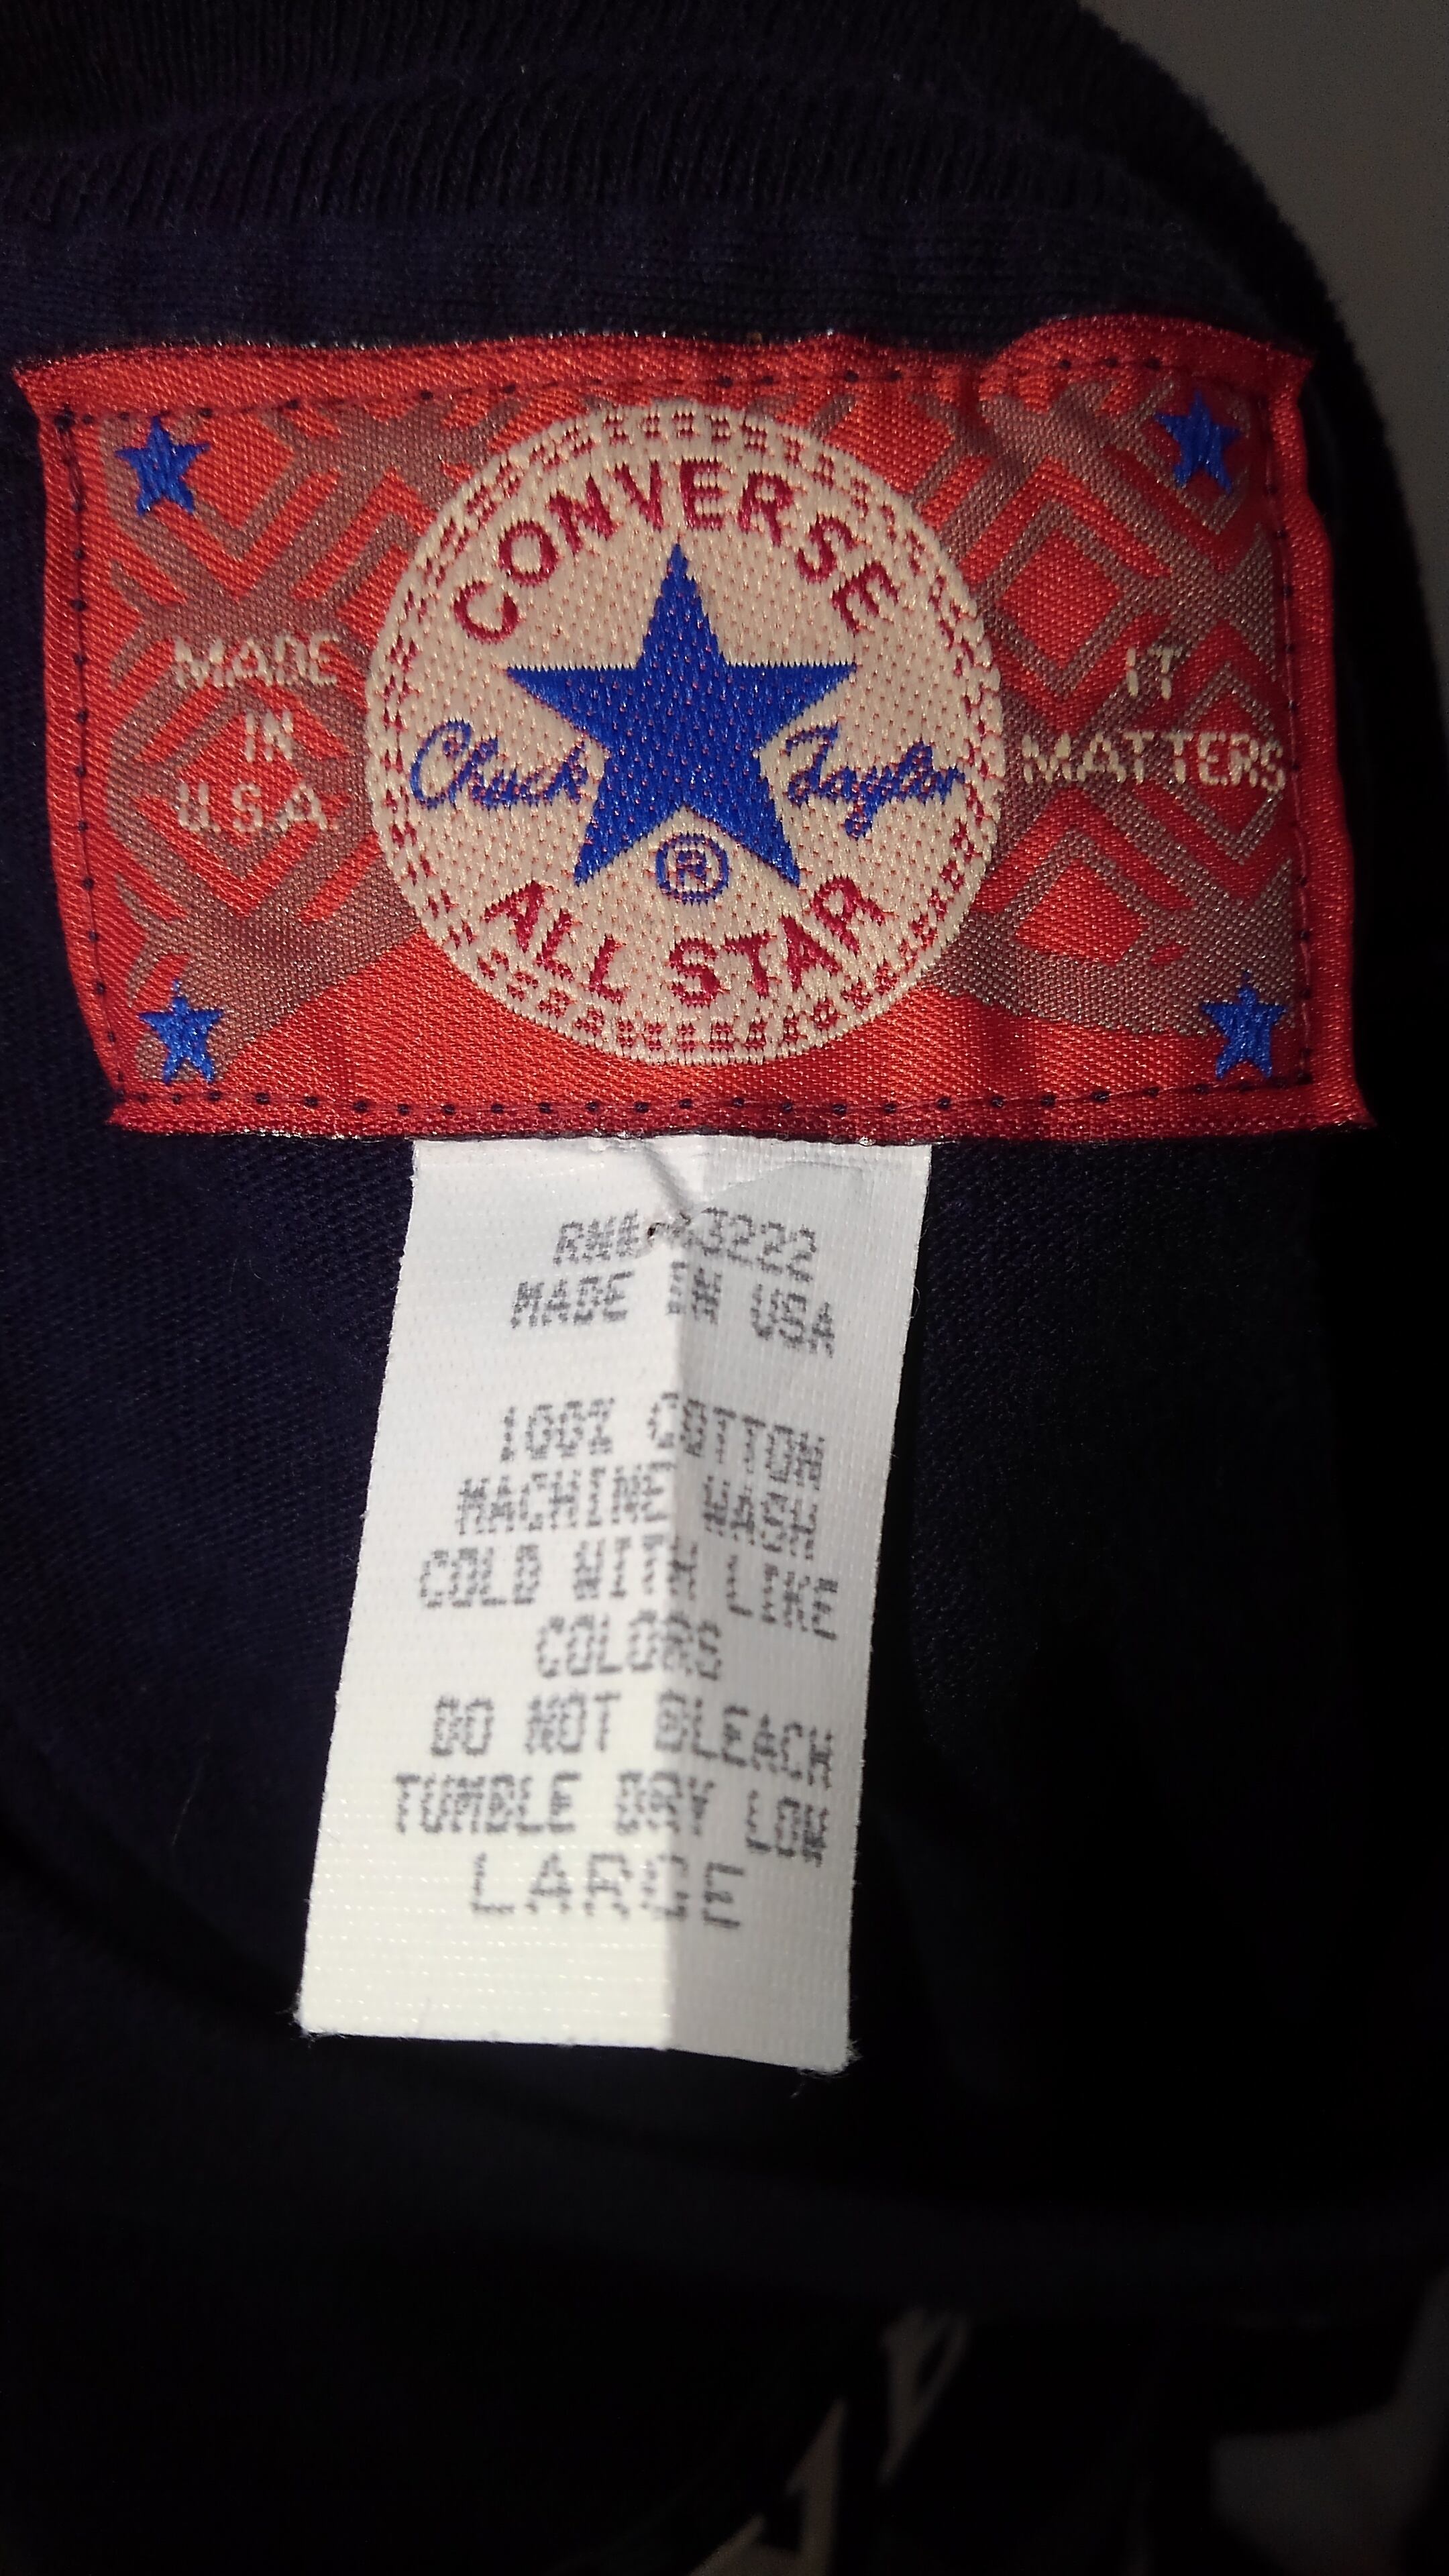 CONVERSE
MADE
IN
U.S.A.
Chuck Taylor
®
IT
MATTERS
ALL STAR
MADE IN USA
100% COTTON
MACHINE WASH
COLD WITH LIKE
COLORS
DO NOT BLEACH
TUMBLE DRY LOW
LARGE